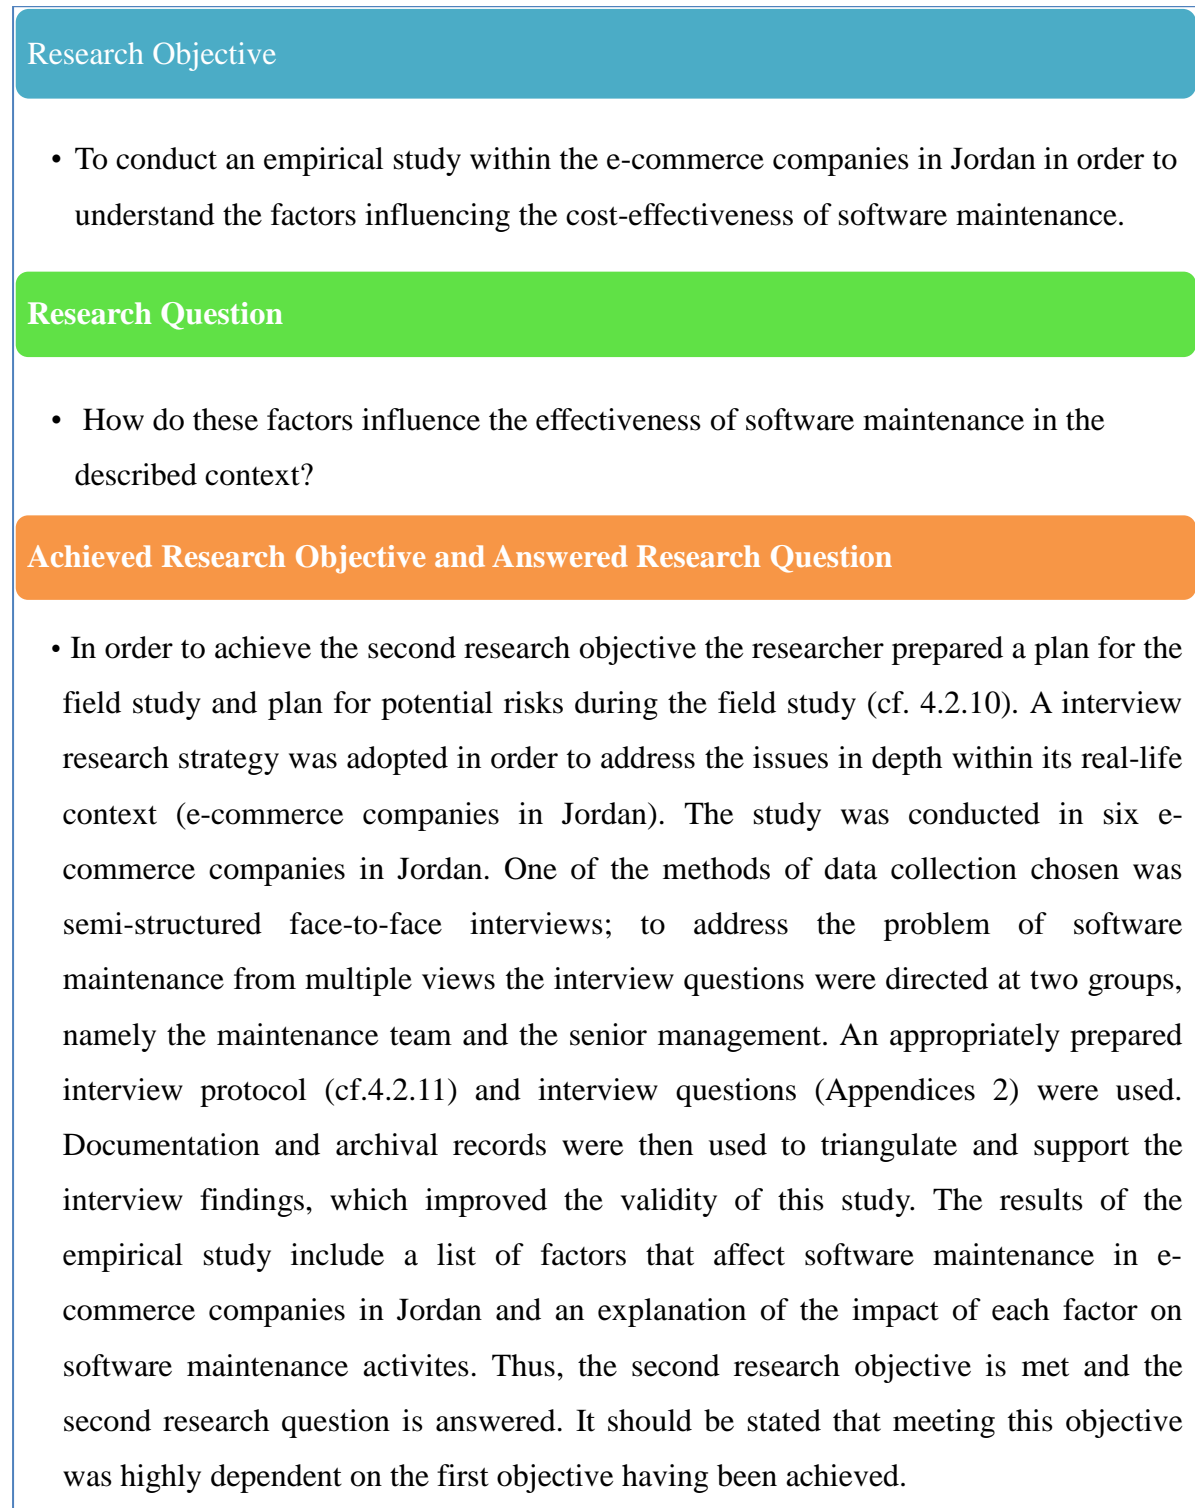 Research Objective
• To conduct an empirical study within the e-commerce companies in Jordan in order to
understand the factors influencing the cost-effectiveness of software maintenance.
Research Question
• How do these factors influence the effectiveness of software maintenance in the
described context?
Achieved Research Objective and Answered Research Question
• In order to achieve the second research objective the researcher prepared a plan for the
field study and plan for potential risks during the field study (cf. 4.2.10). A interview
research strategy was adopted in order to address the issues in depth within its real-life
context (e-commerce companies in Jordan). The study was conducted in six e-
commerce companies in Jordan. One of the methods of data collection chosen was
semi-structured face-to-face interviews; to address the problem of software
maintenance from multiple views the interview questions were directed at two groups,
namely the maintenance team and the senior management. An appropriately prepared
interview protocol (cf.4.2.11) and interview questions (Appendices 2) were used.
Documentation and archival records were then used to triangulate and support the
interview findings, which improved the validity of this study. The results of the
empirical study include a list of factors that affect software maintenance in e-
commerce companies in Jordan and an explanation of the impact of each factor on
software maintenance activites. Thus, the second research objective is met and the
second research question is answered. It should be stated that meeting this objective
was highly dependent on the first objective having been achieved.